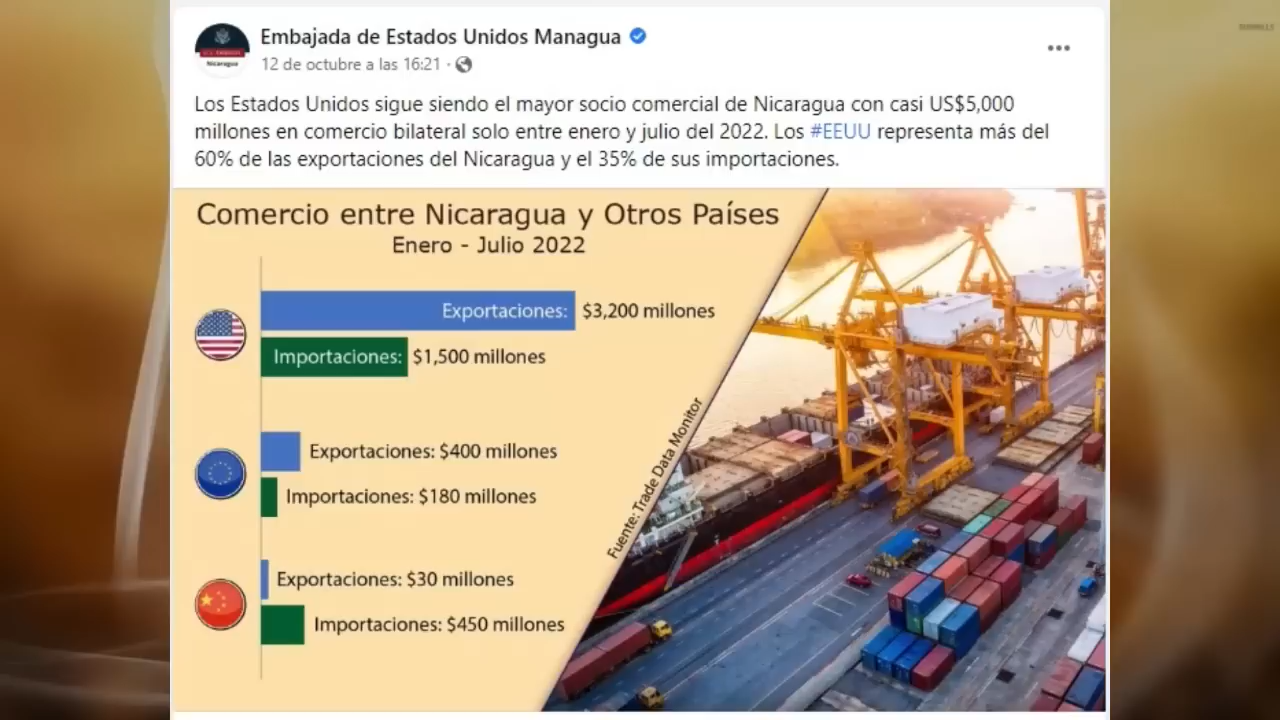 Embajada de Estados Unidos Managua
12 de octubre a las 16:21 ·
Los Estados Unidos sigue siendo el mayor socio comercial de Nicaragua con casi US$5,000
millones en comercio bilateral solo entre enero y julio del 2022. Los #EEUU representa más del
60% de las exportaciones del Nicaragua y el 35% de sus importaciones.
Comercio entre Nicaragua y Otros Países
Enero - Julio 2022
Exportaciones: $3,200 millones
Importaciones: $1,500 millones
Exportaciones: $400 millones
Importaciones: $180 millones
Exportaciones: $30 millones
Importaciones: $450 millones
Fuente: Trade Data Monitor
Nicaragua